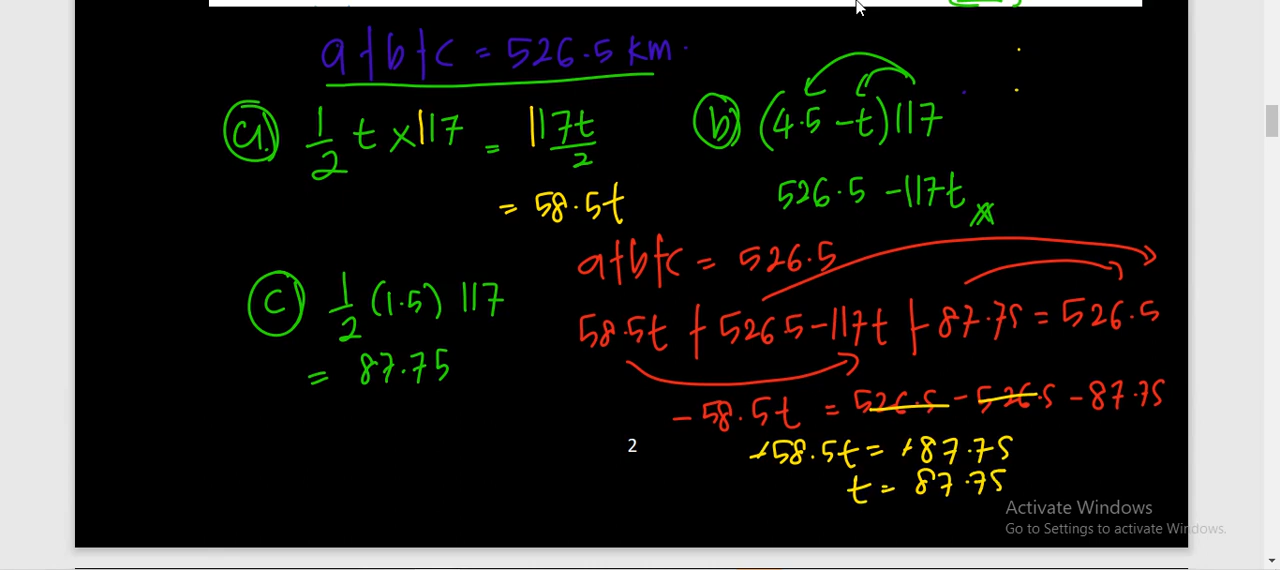 a+b+c = 526.5 km.
(a.) 1/2 t × 117 = 117t/2
= 58.5t
(b) (4.5 - t) 117
526.5 - 117t
a+b+c = 526.5
(c) 1/2 (1.5) 117
= 87.75
58.5t + 526.5 - 117t + 87.75 = 526.5
- 58.5t = 526.5 - 526.5 - 87.75
-58.5t = -87.75
t = 87.75
2
Activate Windows
Go to Settings to activate Windows.